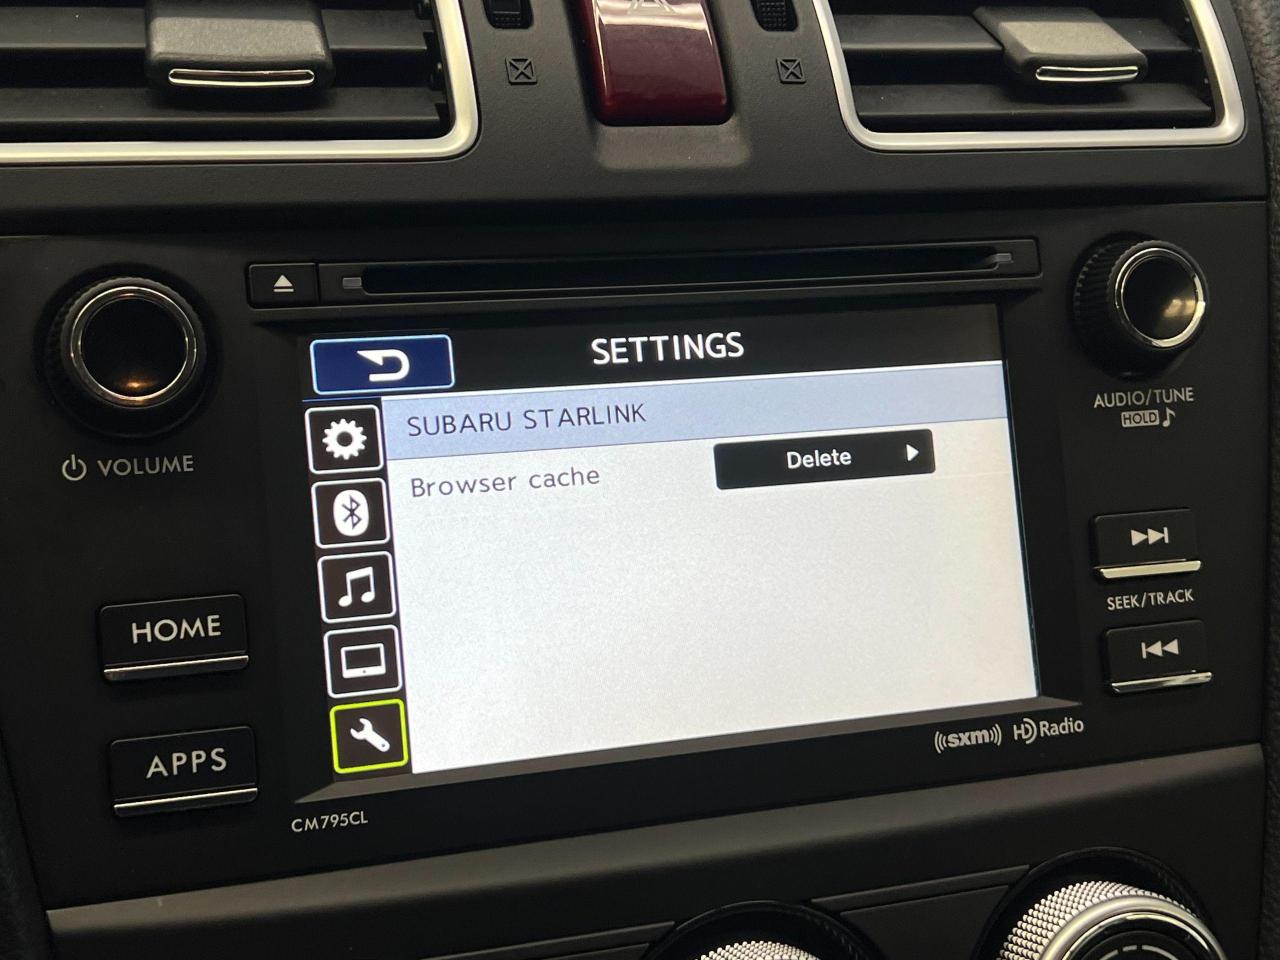 SETTINGS
SUBARU STARLINK
Browser cache
Delete
VOLUME
HOME
APPS
AUDIO/TUNE
HOLD
SEEK/TRACK
CM795CL
((sxm))
HD Radio